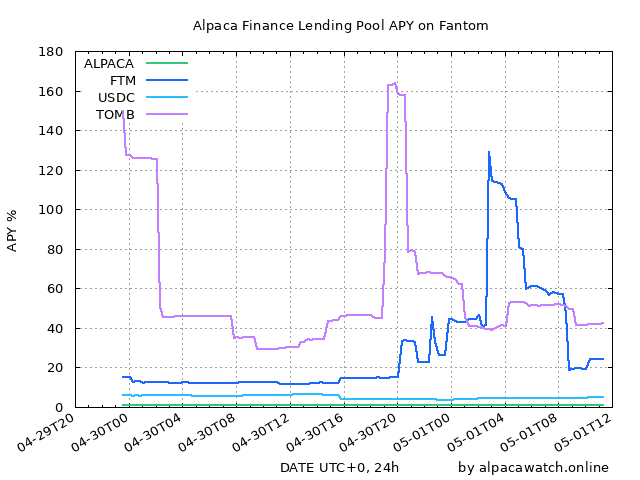 Alpaca Finance Lending Pool APY on Fantom
180
160
140
120
100
80
60
40
20
0
APY %
ALPACA
FTM
USDC
TOMB
04-29T20
04-30T00
04-30T04
04-30T08
04-30T12
04-30T16
04-30T20
05-01T00
05-01T04
05-01T08
05-01T12
DATE UTC+0, 24h
by alpacawatch.online